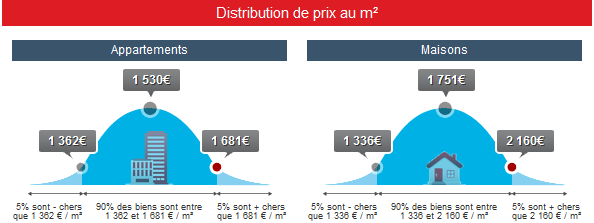 Distribution de prix au m²
Appartements
1 530€
1 362€
1 681€
5% sont - chers
que 1 362 € / m²
90% des biens sont entre
1 362 et 1 681 € / m²
5% sont + chers
que 1 681 € / m²
Maisons
1 751€
1 336€
2 160€
5% sont - chers
que 1 336 € / m²
90% des biens sont entre
1 336 et 2 160 € / m²
5% sont + chers
que 2 160 € / m²